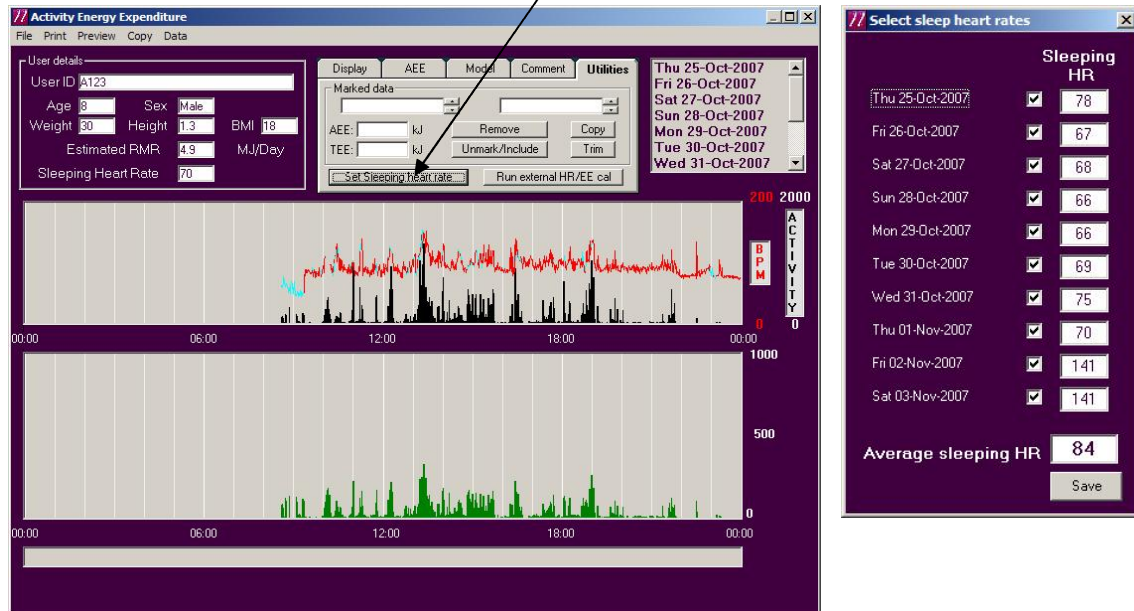 Activity Energy Expenditure
File Print Preview Copy Data
User details
User ID A123
Age 8 Sex Male
Weight 30 Height 1.3 BMI 18
Estimated RMR 4.9 MJ/Day
Sleeping Heart Rate 70
Display AEE Model Comment Utilities
Marked data
AEE: kJ Remove Copy
TEE: kJ Unmark/Include Trim
Set Sleeping heart rate Run external HR/EE cal
Thu 25-Oct-2007
Fri 26-Oct-2007
Sat 27-Oct-2007
Sun 28-Oct-2007
Mon 29-Oct-2007
Tue 30-Oct-2007
Wed 31-Oct-2007
200 2000
BPM
ACTIVITY
0 0
00:00 06:00 12:00 18:00 00:00
1000
500
0
00:00 06:00 12:00 18:00 00:00
Select sleep heart rates
Sleeping
HR
Thu 25-Oct-2007 78
Fri 26-Oct-2007 67
Sat 27-Oct-2007 68
Sun 28-Oct-2007 66
Mon 29-Oct-2007 66
Tue 30-Oct-2007 69
Wed 31-Oct-2007 75
Thu 01-Nov-2007 70
Fri 02-Nov-2007 141
Sat 03-Nov-2007 141
Average sleeping HR 84
Save